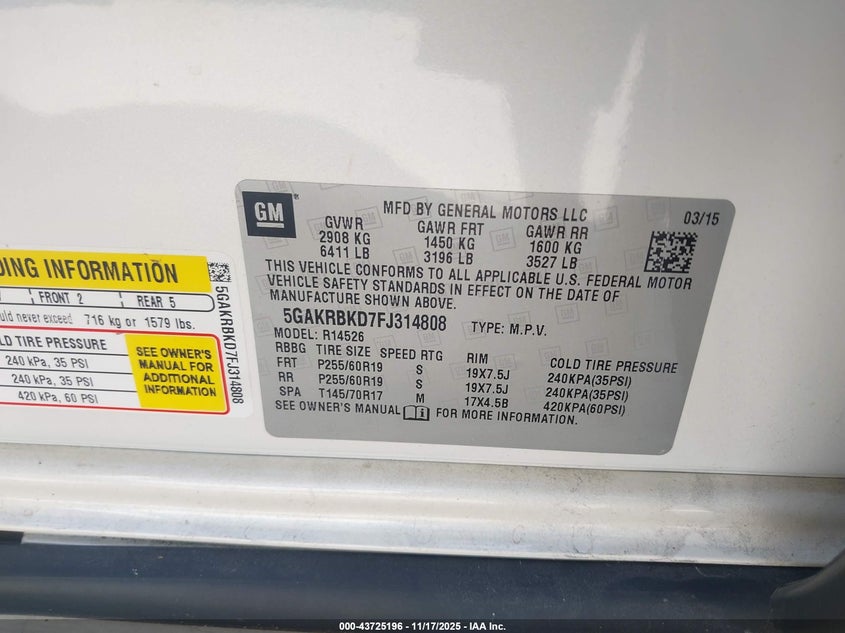 GM ®
MFD BY GENERAL MOTORS LLC 03/15
GVWR GAWR FRT GAWR RR
2908 KG 1450 KG 1600 KG
6411 LB 3196 LB 3527 LB
THIS VEHICLE CONFORMS TO ALL APPLICABLE U.S. FEDERAL MOTOR
VEHICLE SAFETY STANDARDS IN EFFECT ON THE DATE OF
MANUFACTURE SHOWN ABOVE.
5GAKRBKD7FJ314808 TYPE: M.P.V.
MODEL: R14526
RBBG TIRE SIZE SPEED RTG RIM COLD TIRE PRESSURE
FRT P255/60R19 S 19X7.5J 240KPA(35PSI)
RR P255/60R19 S 19X7.5J 240KPA(35PSI)
SPA T145/70R17 M 17X4.5B 420KPA(60PSI)
SEE OWNER'S MANUAL FOR MORE INFORMATION.
DING INFORMATION
FRONT 2 REAR 5
never exceed 716 kg or 1579 lbs.
TIRE PRESSURE
240 kPa, 35 PSI
240 kPa, 35 PSI
420 kPa, 60 PSI
SEE OWNER'S
MANUAL FOR
ADDITIONAL
INFORMATION
5GAKRBKD7FJ314808
000-43725196 - 11/17/2025 - IAA Inc.